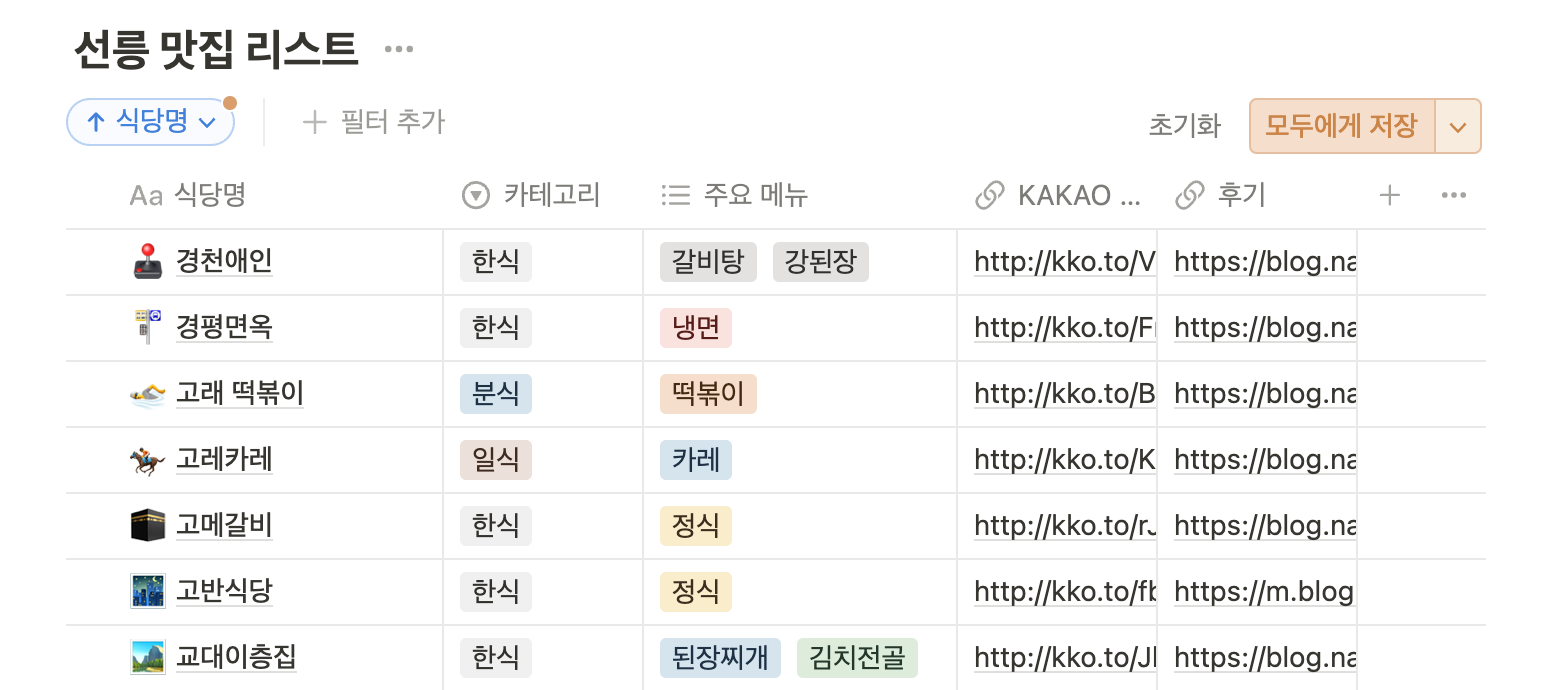 선릉 맛집 리스트 •••
↑ 식당명
+ 필터 추가
초기화
모두에게 저장
Aa 식당명 카테고리 주요 메뉴 KAKAO ... 후기 + •••
경천애인 한식 갈비탕 강된장 http://kko.to/V https://blog.na
경평면옥 한식 냉면 http://kko.to/F https://blog.na
고래 떡볶이 분식 떡볶이 http://kko.to/B https://blog.na
고레카레 일식 카레 http://kko.to/K https://blog.na
고메갈비 한식 정식 http://kko.to/rJ https://blog.na
고반식당 한식 정식 http://kko.to/fb https://m.blog
교대이층집 한식 된장찌개 김치전골 http://kko.to/J https://blog.na